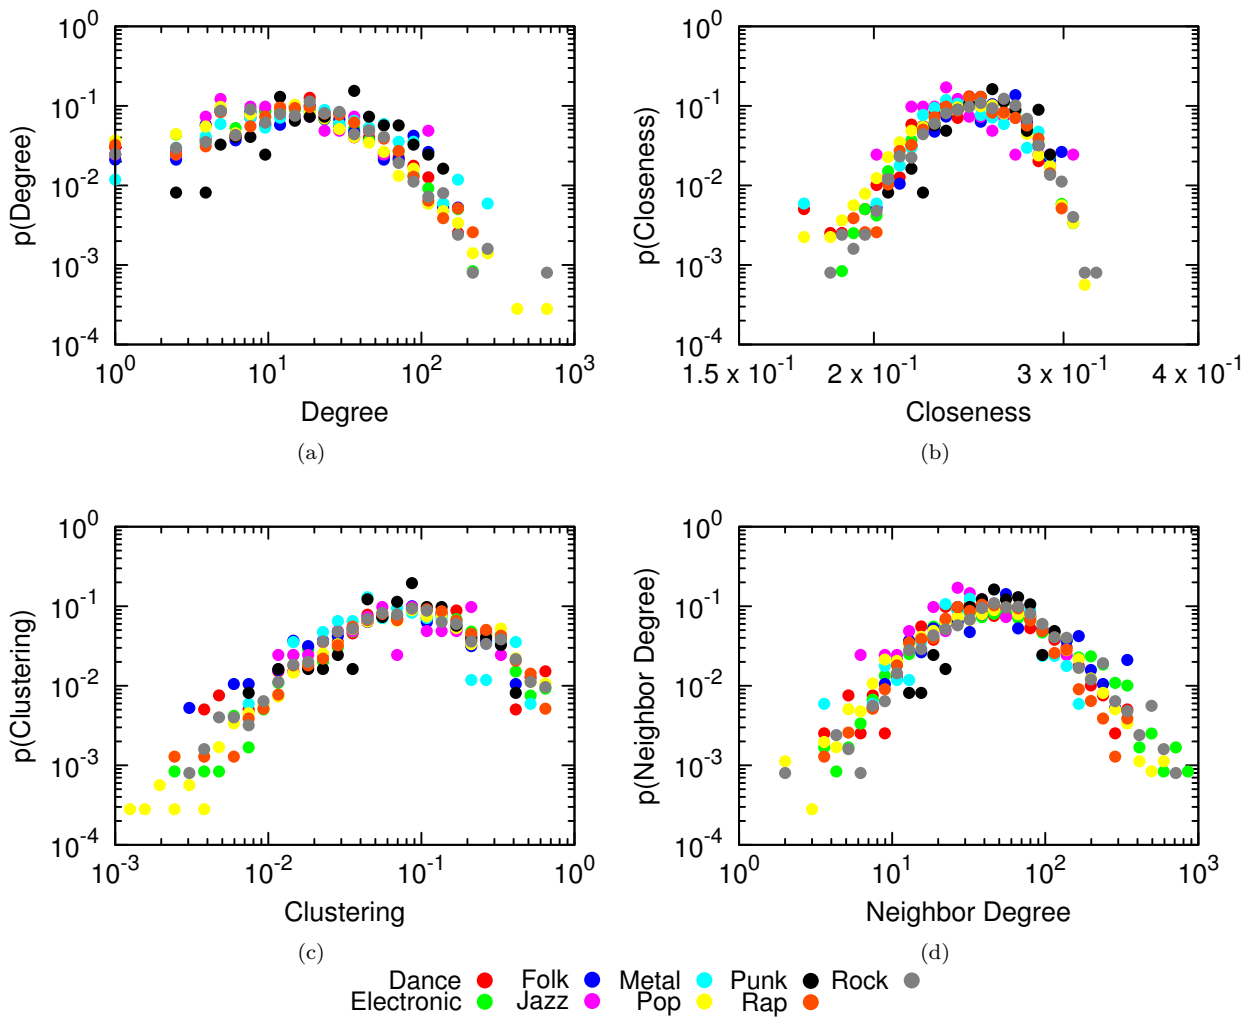 10^0
10^-1
10^-2
10^-3
10^-4
p(Degree)
10^0 10^1 10^2 10^3
Degree
(a)
10^0
10^-1
10^-2
10^-3
10^-4
p(Closeness)
1.5 x 10^-1 2 x 10^-1 3 x 10^-1 4 x 10^-1
Closeness
(b)
10^0
10^-1
10^-2
10^-3
10^-4
p(Clustering)
10^-3 10^-2 10^-1 10^0
Clustering
(c)
10^0
10^-1
10^-2
10^-3
10^-4
p(Neighbor Degree)
10^0 10^1 10^2 10^3
Neighbor Degree
(d)
Dance Folk Metal Punk Rock
Electronic Jazz Pop Rap